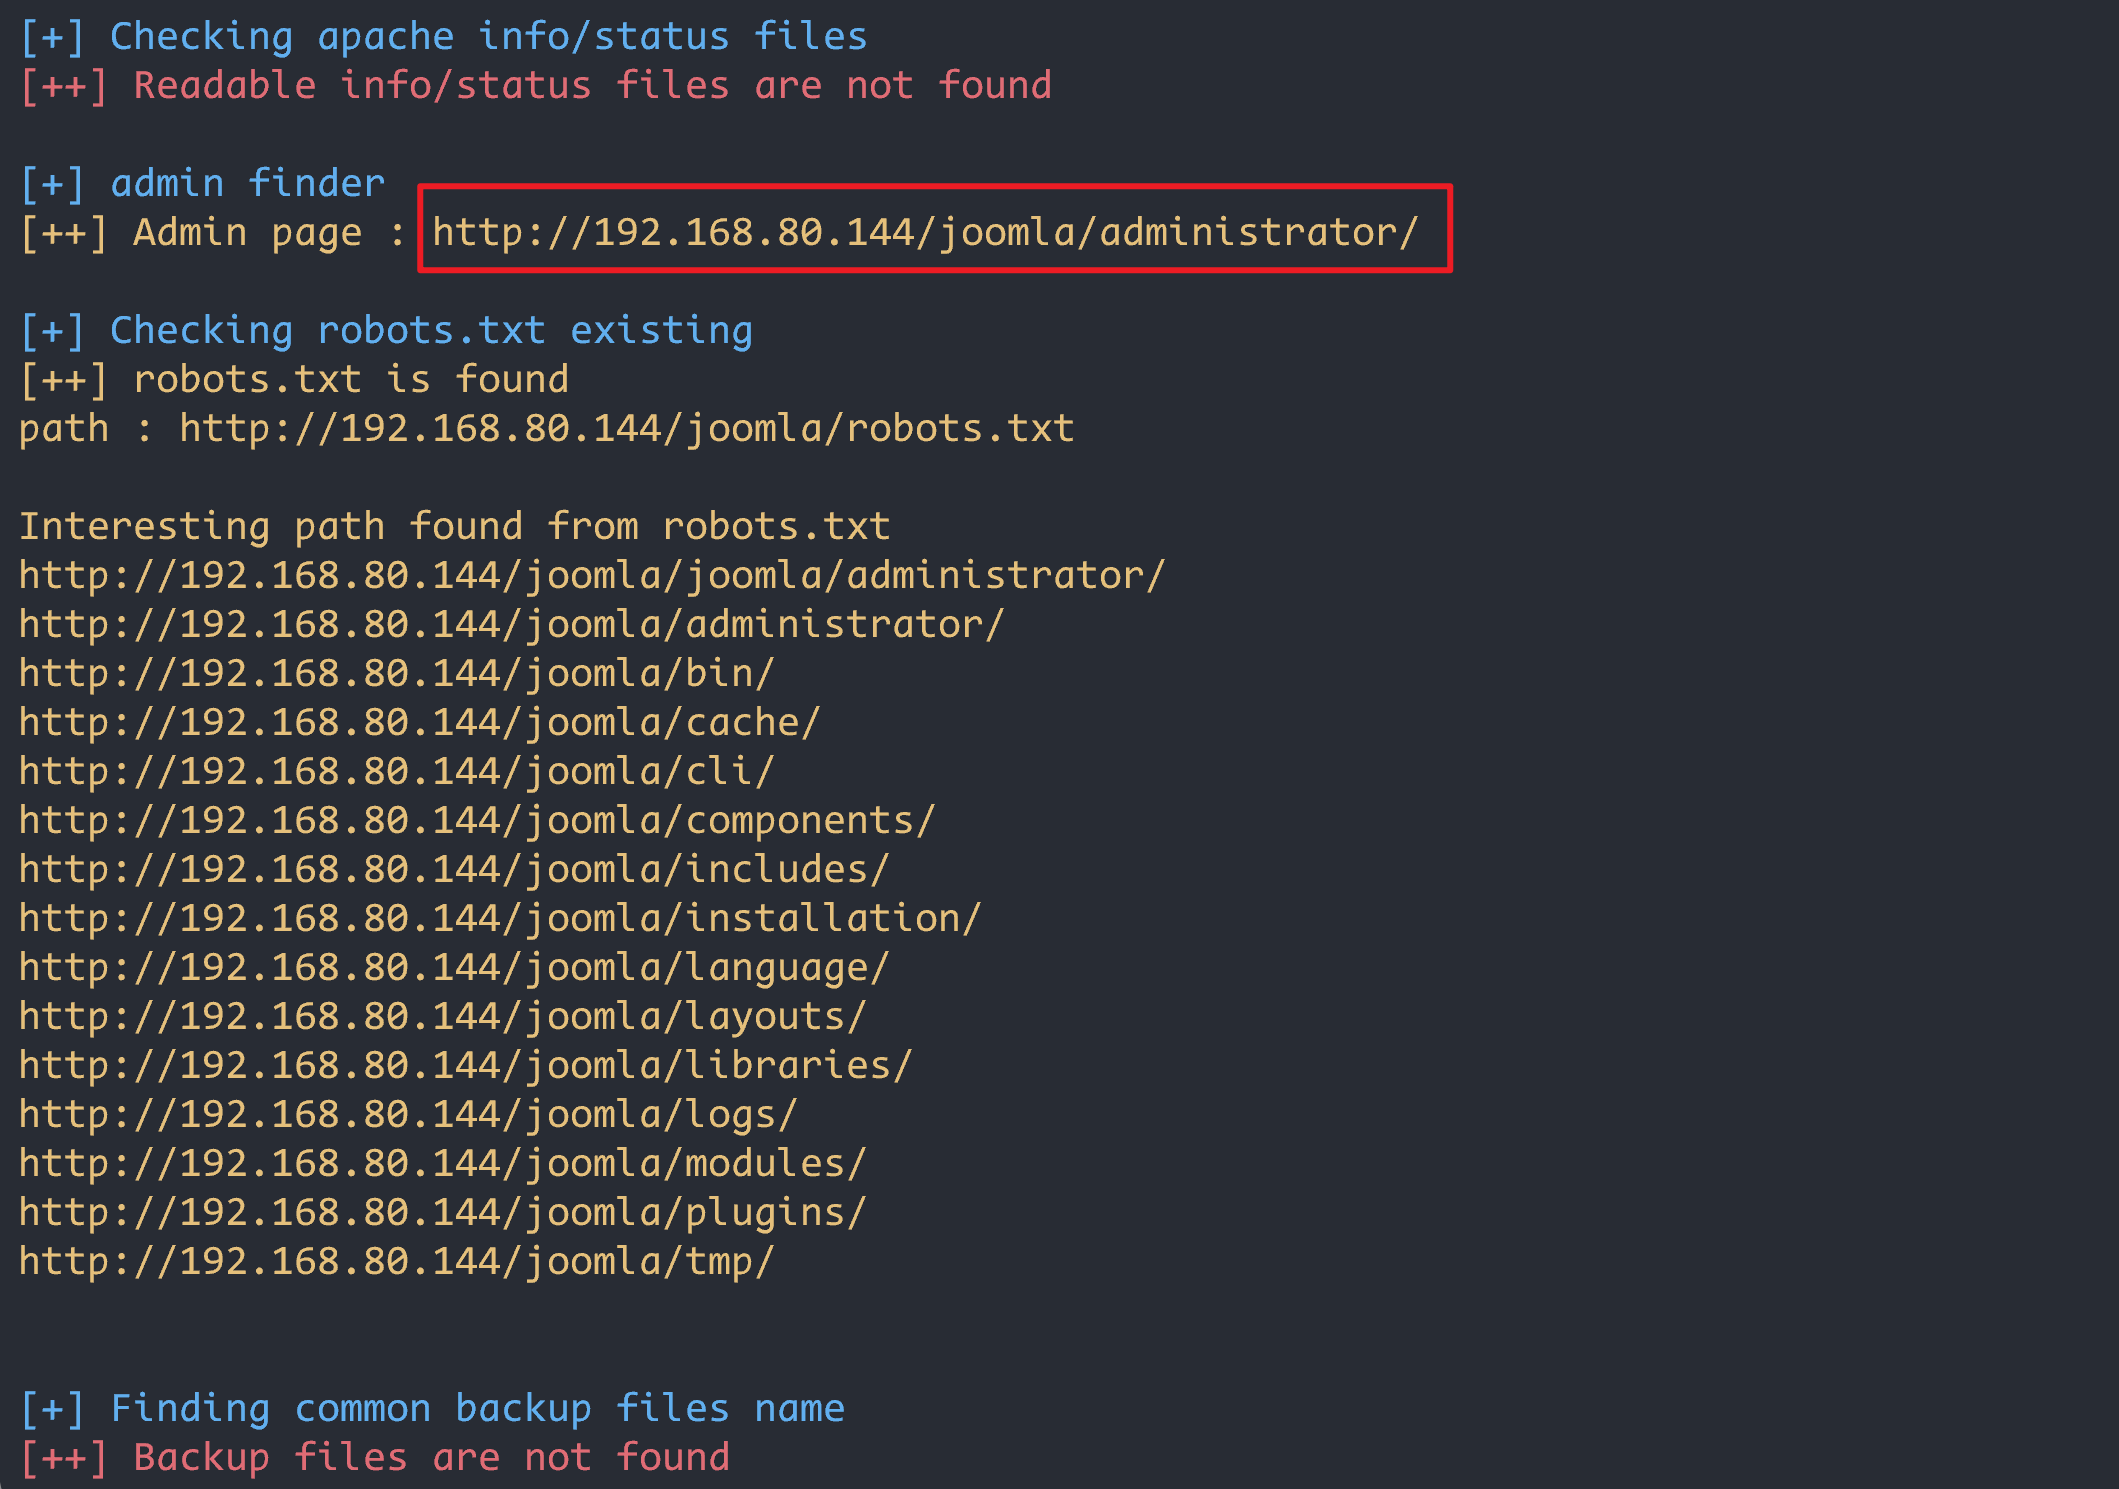 [+] Checking apache info/status files
[++] Readable info/status files are not found
[+] admin finder
[++] Admin page : http://192.168.80.144/joomla/administrator/
[+] Checking robots.txt existing
[++] robots.txt is found
path : http://192.168.80.144/joomla/robots.txt
Interesting path found from robots.txt
http://192.168.80.144/joomla/joomla/administrator/
http://192.168.80.144/joomla/administrator/
http://192.168.80.144/joomla/bin/
http://192.168.80.144/joomla/cache/
http://192.168.80.144/joomla/cli/
http://192.168.80.144/joomla/components/
http://192.168.80.144/joomla/includes/
http://192.168.80.144/joomla/installation/
http://192.168.80.144/joomla/language/
http://192.168.80.144/joomla/layouts/
http://192.168.80.144/joomla/libraries/
http://192.168.80.144/joomla/logs/
http://192.168.80.144/joomla/modules/
http://192.168.80.144/joomla/plugins/
http://192.168.80.144/joomla/tmp/
[+] Finding common backup files name
[++] Backup files are not found